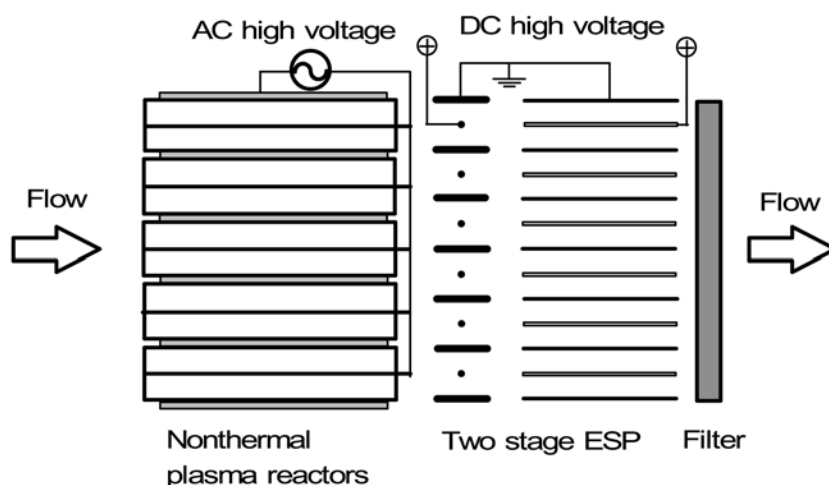 AC high voltage
DC high voltage
Flow
Flow
Nonthermal
plasma reactors
Two stage ESP
Filter